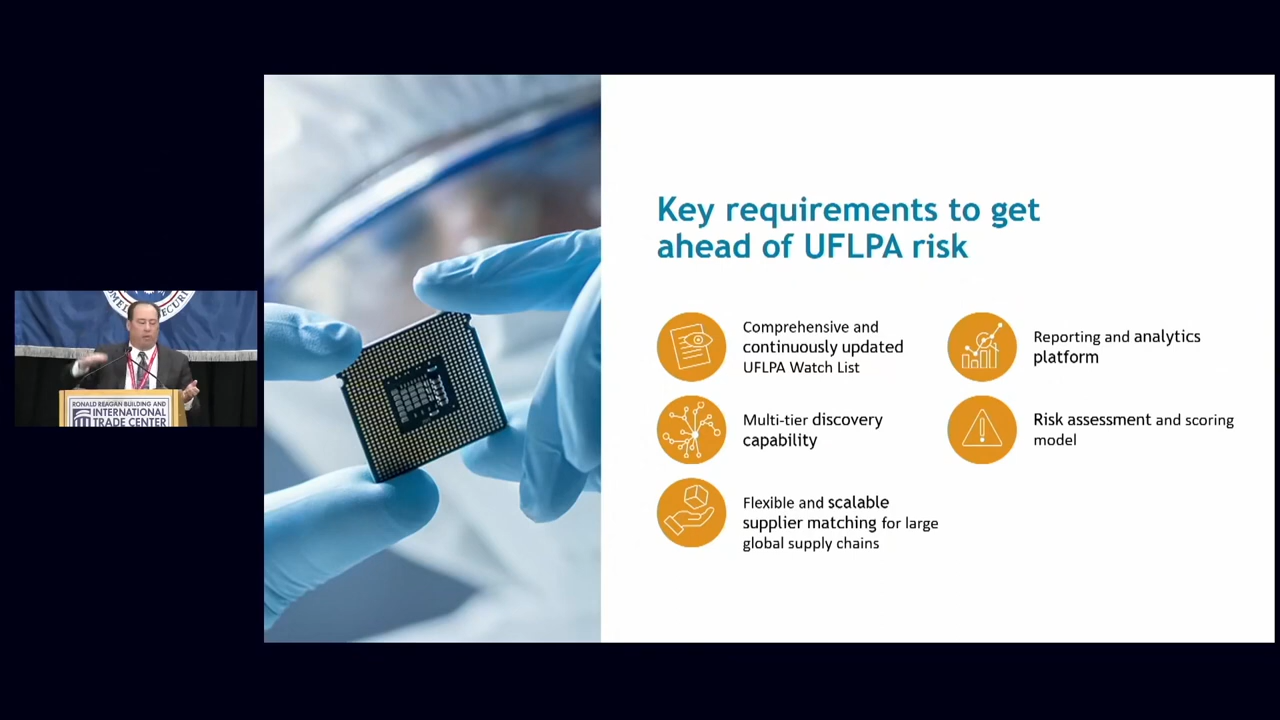 Key requirements to get
ahead of UFLPA risk
Comprehensive and
continuously updated
UFLPA Watch List
Multi-tier discovery
capability
Flexible and scalable
supplier matching for large
global supply chains
Reporting and analytics
platform
Risk assessment and scoring
model
RONALD REAGAN BUILDING AND
INTERNATIONAL
TRADE CENTER